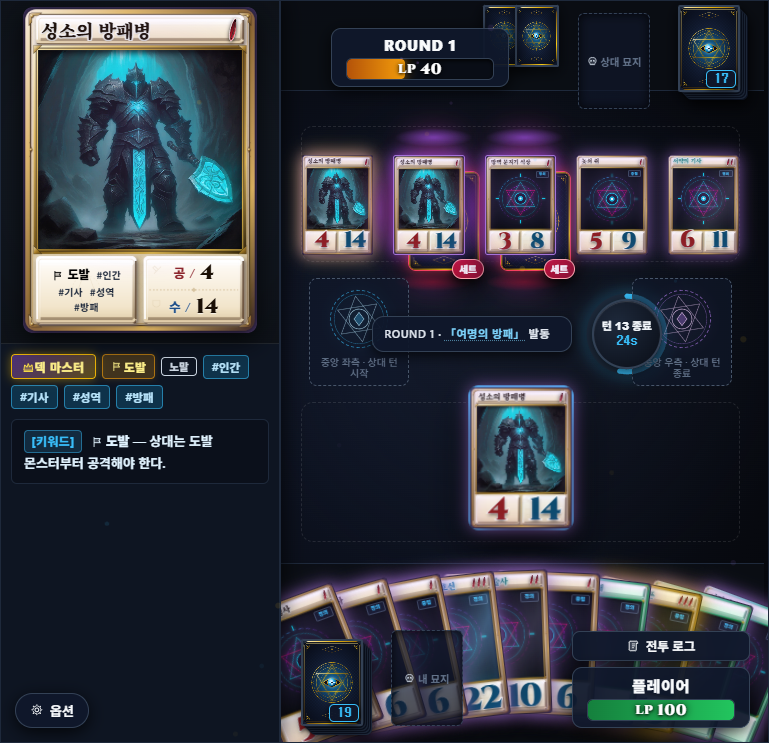 성소의 방패병
도발 #인간
#기사 #성역
#방패
공 / 4
수 / 14
덱 마스터
도발
노말
#인간
#기사
#성역
#방패
[키워드] 도발 — 상대는 도발
몬스터부터 공격해야 한다.
옵션
ROUND 1
LP 40
상대 묘지
17
성소의 방패병
4 14
성소의 방패병
4 14
세트
3 8
세트
5 9
6 11
중앙 좌측 · 상대 턴
시작
ROUND 1 · 「여명의 방패」 발동
턴 13 종료
24s
우측 · 상대 턴
종료
성소의 방패병
4 14
19
내 묘지
6
6
22
10
6
전투 로그
플레이어
LP 100